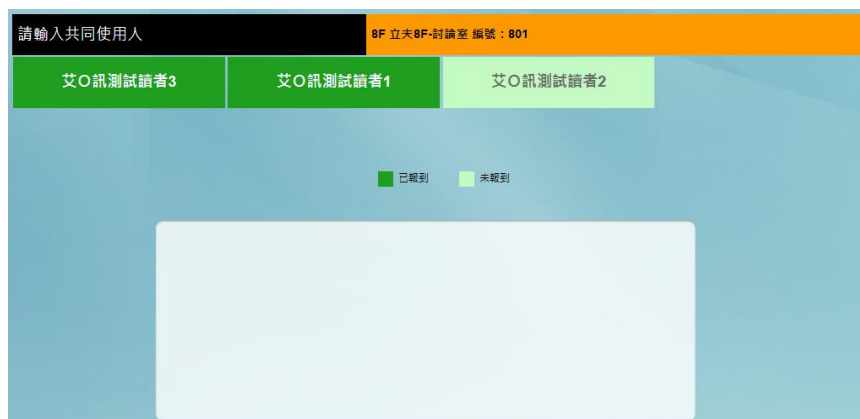 請輸入共同使用人
8F 立夫8F-討論室 編號：801
艾O訊測試讀者3
艾O訊測試讀者1
艾O訊測試讀者2
已報到
未報到